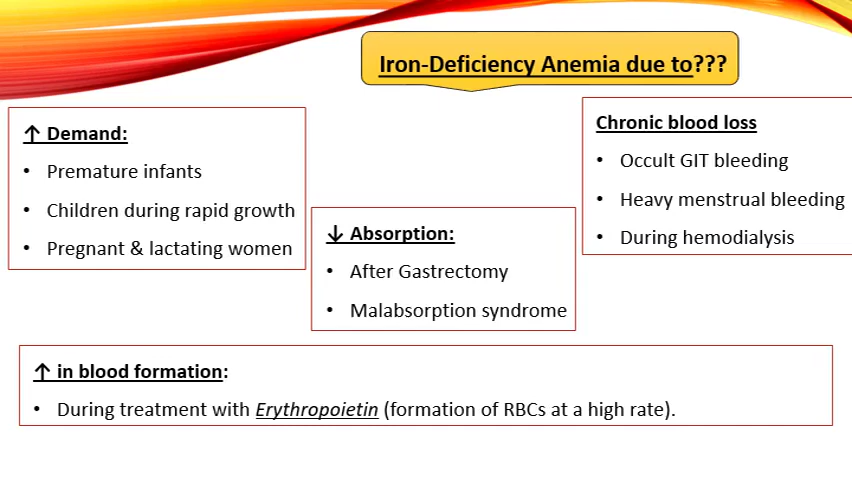 Iron-Deficiency Anemia due to???
↑ Demand:
• Premature infants
• Children during rapid growth
• Pregnant & lactating women
↓ Absorption:
• After Gastrectomy
• Malabsorption syndrome
Chronic blood loss
• Occult GIT bleeding
• Heavy menstrual bleeding
• During hemodialysis
↑ in blood formation:
• During treatment with Erythropoietin (formation of RBCs at a high rate).